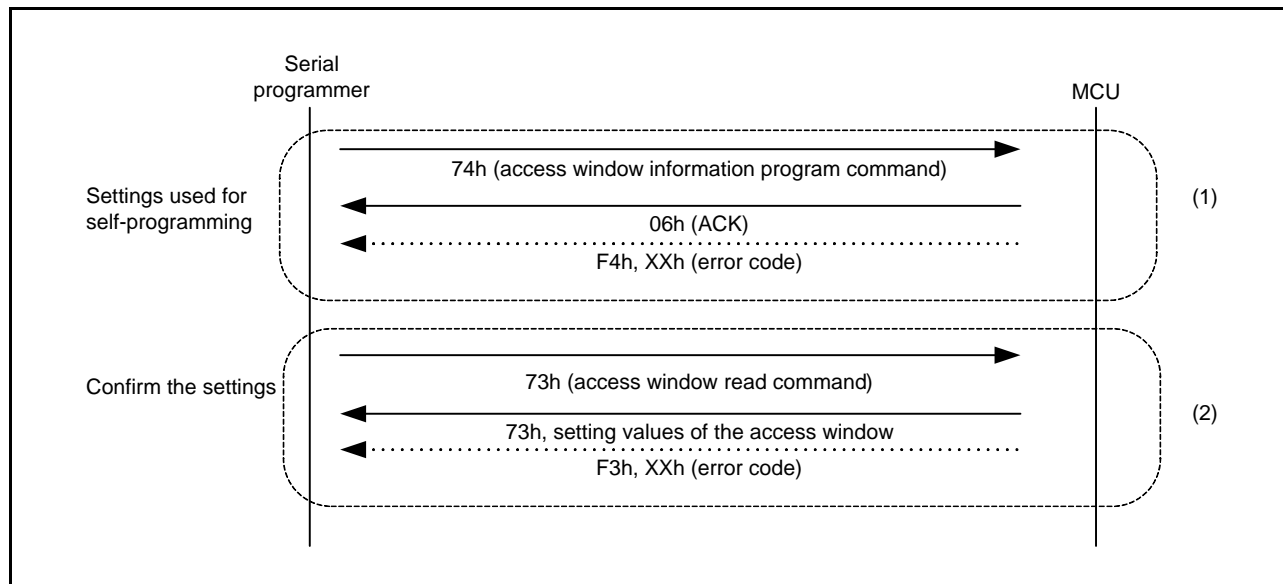 Serial
programmer
MCU
74h (access window information program command)
Settings used for
self-programming
(1)
06h (ACK)
F4h, XXh (error code)
73h (access window read command)
Confirm the settings
(2)
73h, setting values of the access window
F3h, XXh (error code)